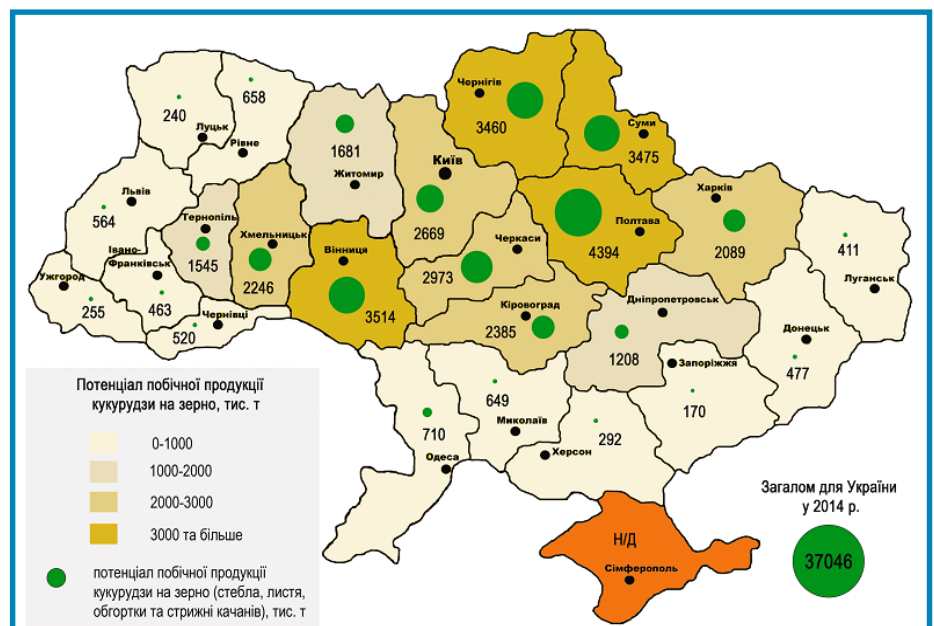 Чернігів
3460
Суми
3475
658
240
Луцьк
Рівне
1681
Житомир
Київ
2669
Харків
2089
Львів
564
Тернопіль
1545
Хмельницьк
2246
Вінниця
3514
Черкаси
2973
Полтава
4394
411
Луганськ
Івано-
Франківськ
463
Ужгород
255
Чернівці
520
Кіровоград
2385
Дніпропетровськ
1208
Донецьк
477
Запоріжжя
170
649
Миколаїв
710
Одеса
292
Херсон
Н/Д
Сімферополь
Потенціал побічної продукції
кукурудзи на зерно, тис. т
0-1000
1000-2000
2000-3000
3000 та більше
потенціал побічної продукції
кукурудзи на зерно (стебла, листя,
обгортки та стрижні качанів), тис. т
Загалом для України
у 2014 р.
37046